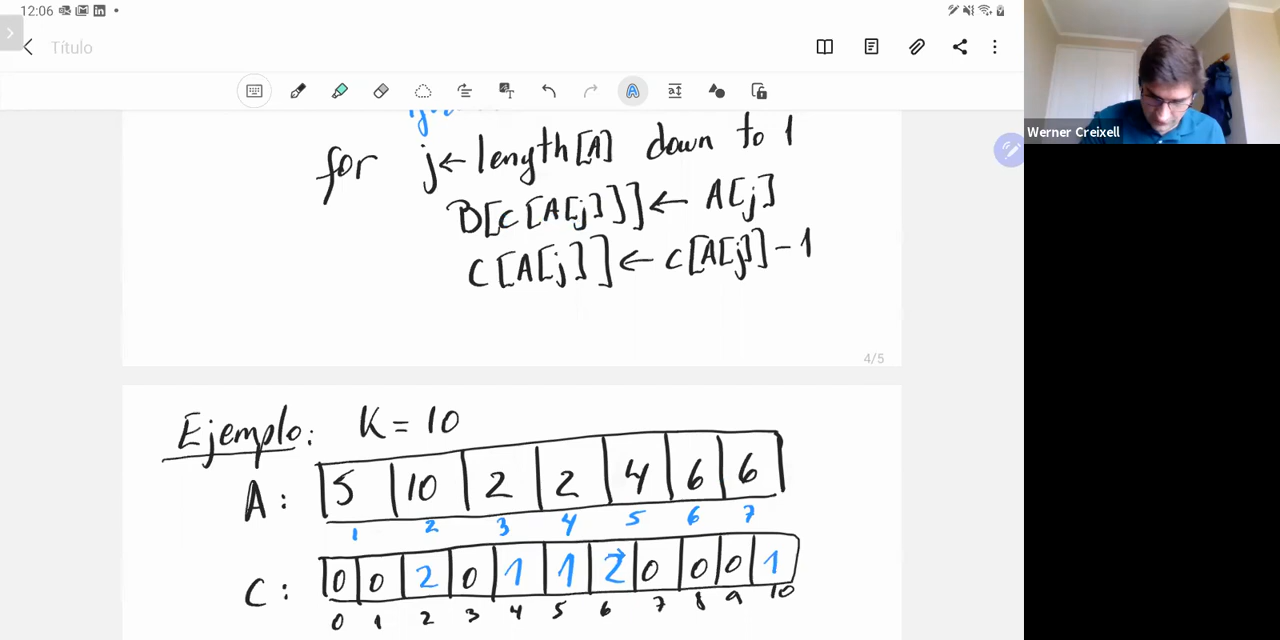 12:06
Título
Werner Creixell
for j ← length[A] down to 1
B[C[A[j]]] ← A[j]
C[A[j]] ← C[A[j]] - 1
4/5
Ejemplo: K = 10
A: 5 10 2 2 4 6 6
1 2 3 4 5 6 7
C: 0 0 2 0 1 1 2 0 0 0 1
0 1 2 3 4 5 6 7 8 9 10